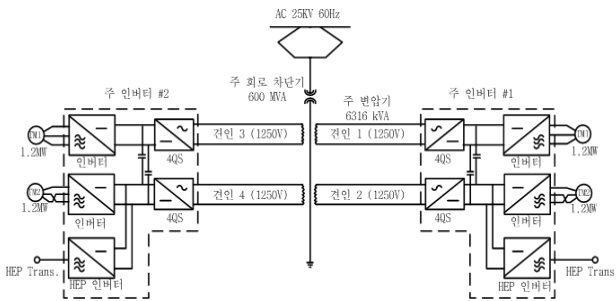 AC 25KV 60Hz
주 회로 차단기
600 MVA
주 변압기
6316 kVA
주 인버터 #2
주 인버터 #1
TM1
1.2MW
인버터
4QS
견인 3 (1250V)
견인 1 (1250V)
4QS
인버터
TM1
1.2MW
TM2
1.2MW
인버터
4QS
견인 4 (1250V)
견인 2 (1250V)
4QS
인버터
TM2
1.2MW
HEP Trans.
HEP 인버터
HEP 인버터
HEP Trans.